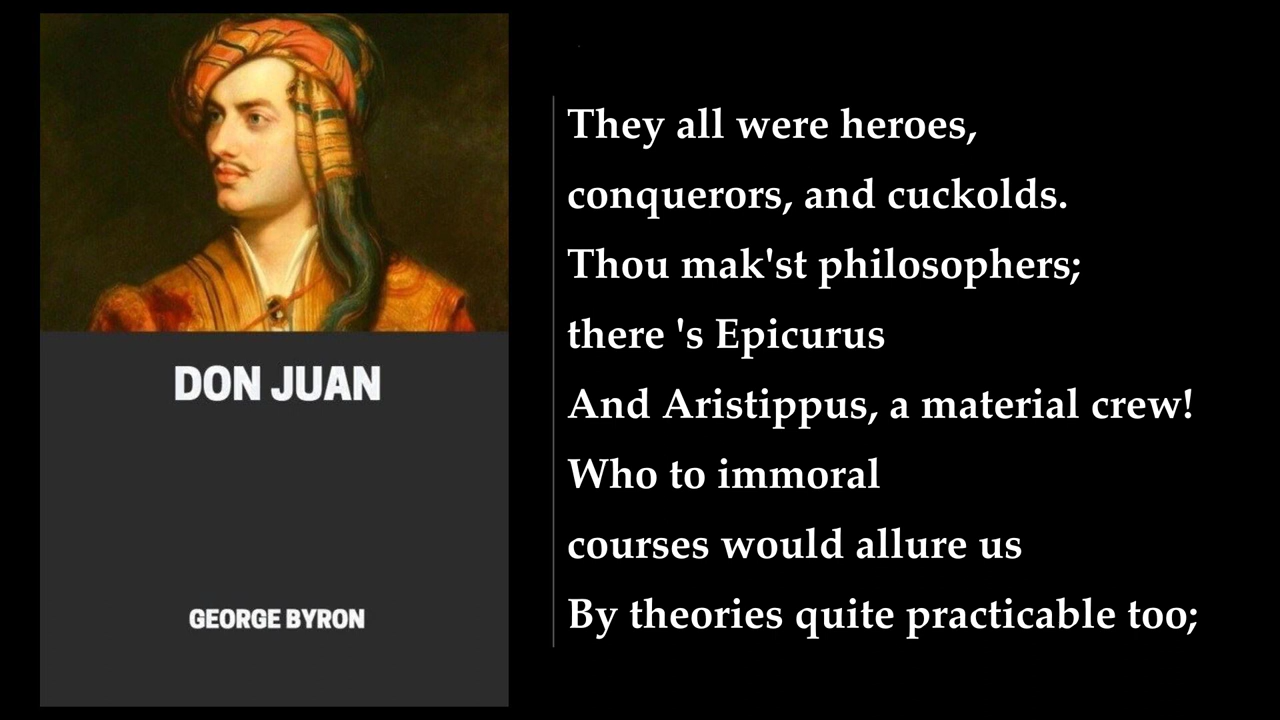 DON JUAN
GEORGE BYRON
They all were heroes,
conquerors, and cuckolds.
Thou mak'st philosophers;
there 's Epicurus
And Aristippus, a material crew!
Who to immoral
courses would allure us
By theories quite practicable too;